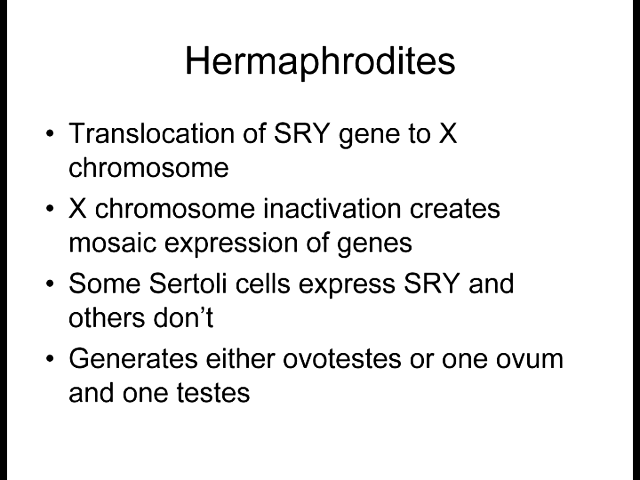 Hermaphrodites
• Translocation of SRY gene to X
chromosome
• X chromosome inactivation creates
mosaic expression of genes
• Some Sertoli cells express SRY and
others don't
• Generates either ovotestes or one ovum
and one testes